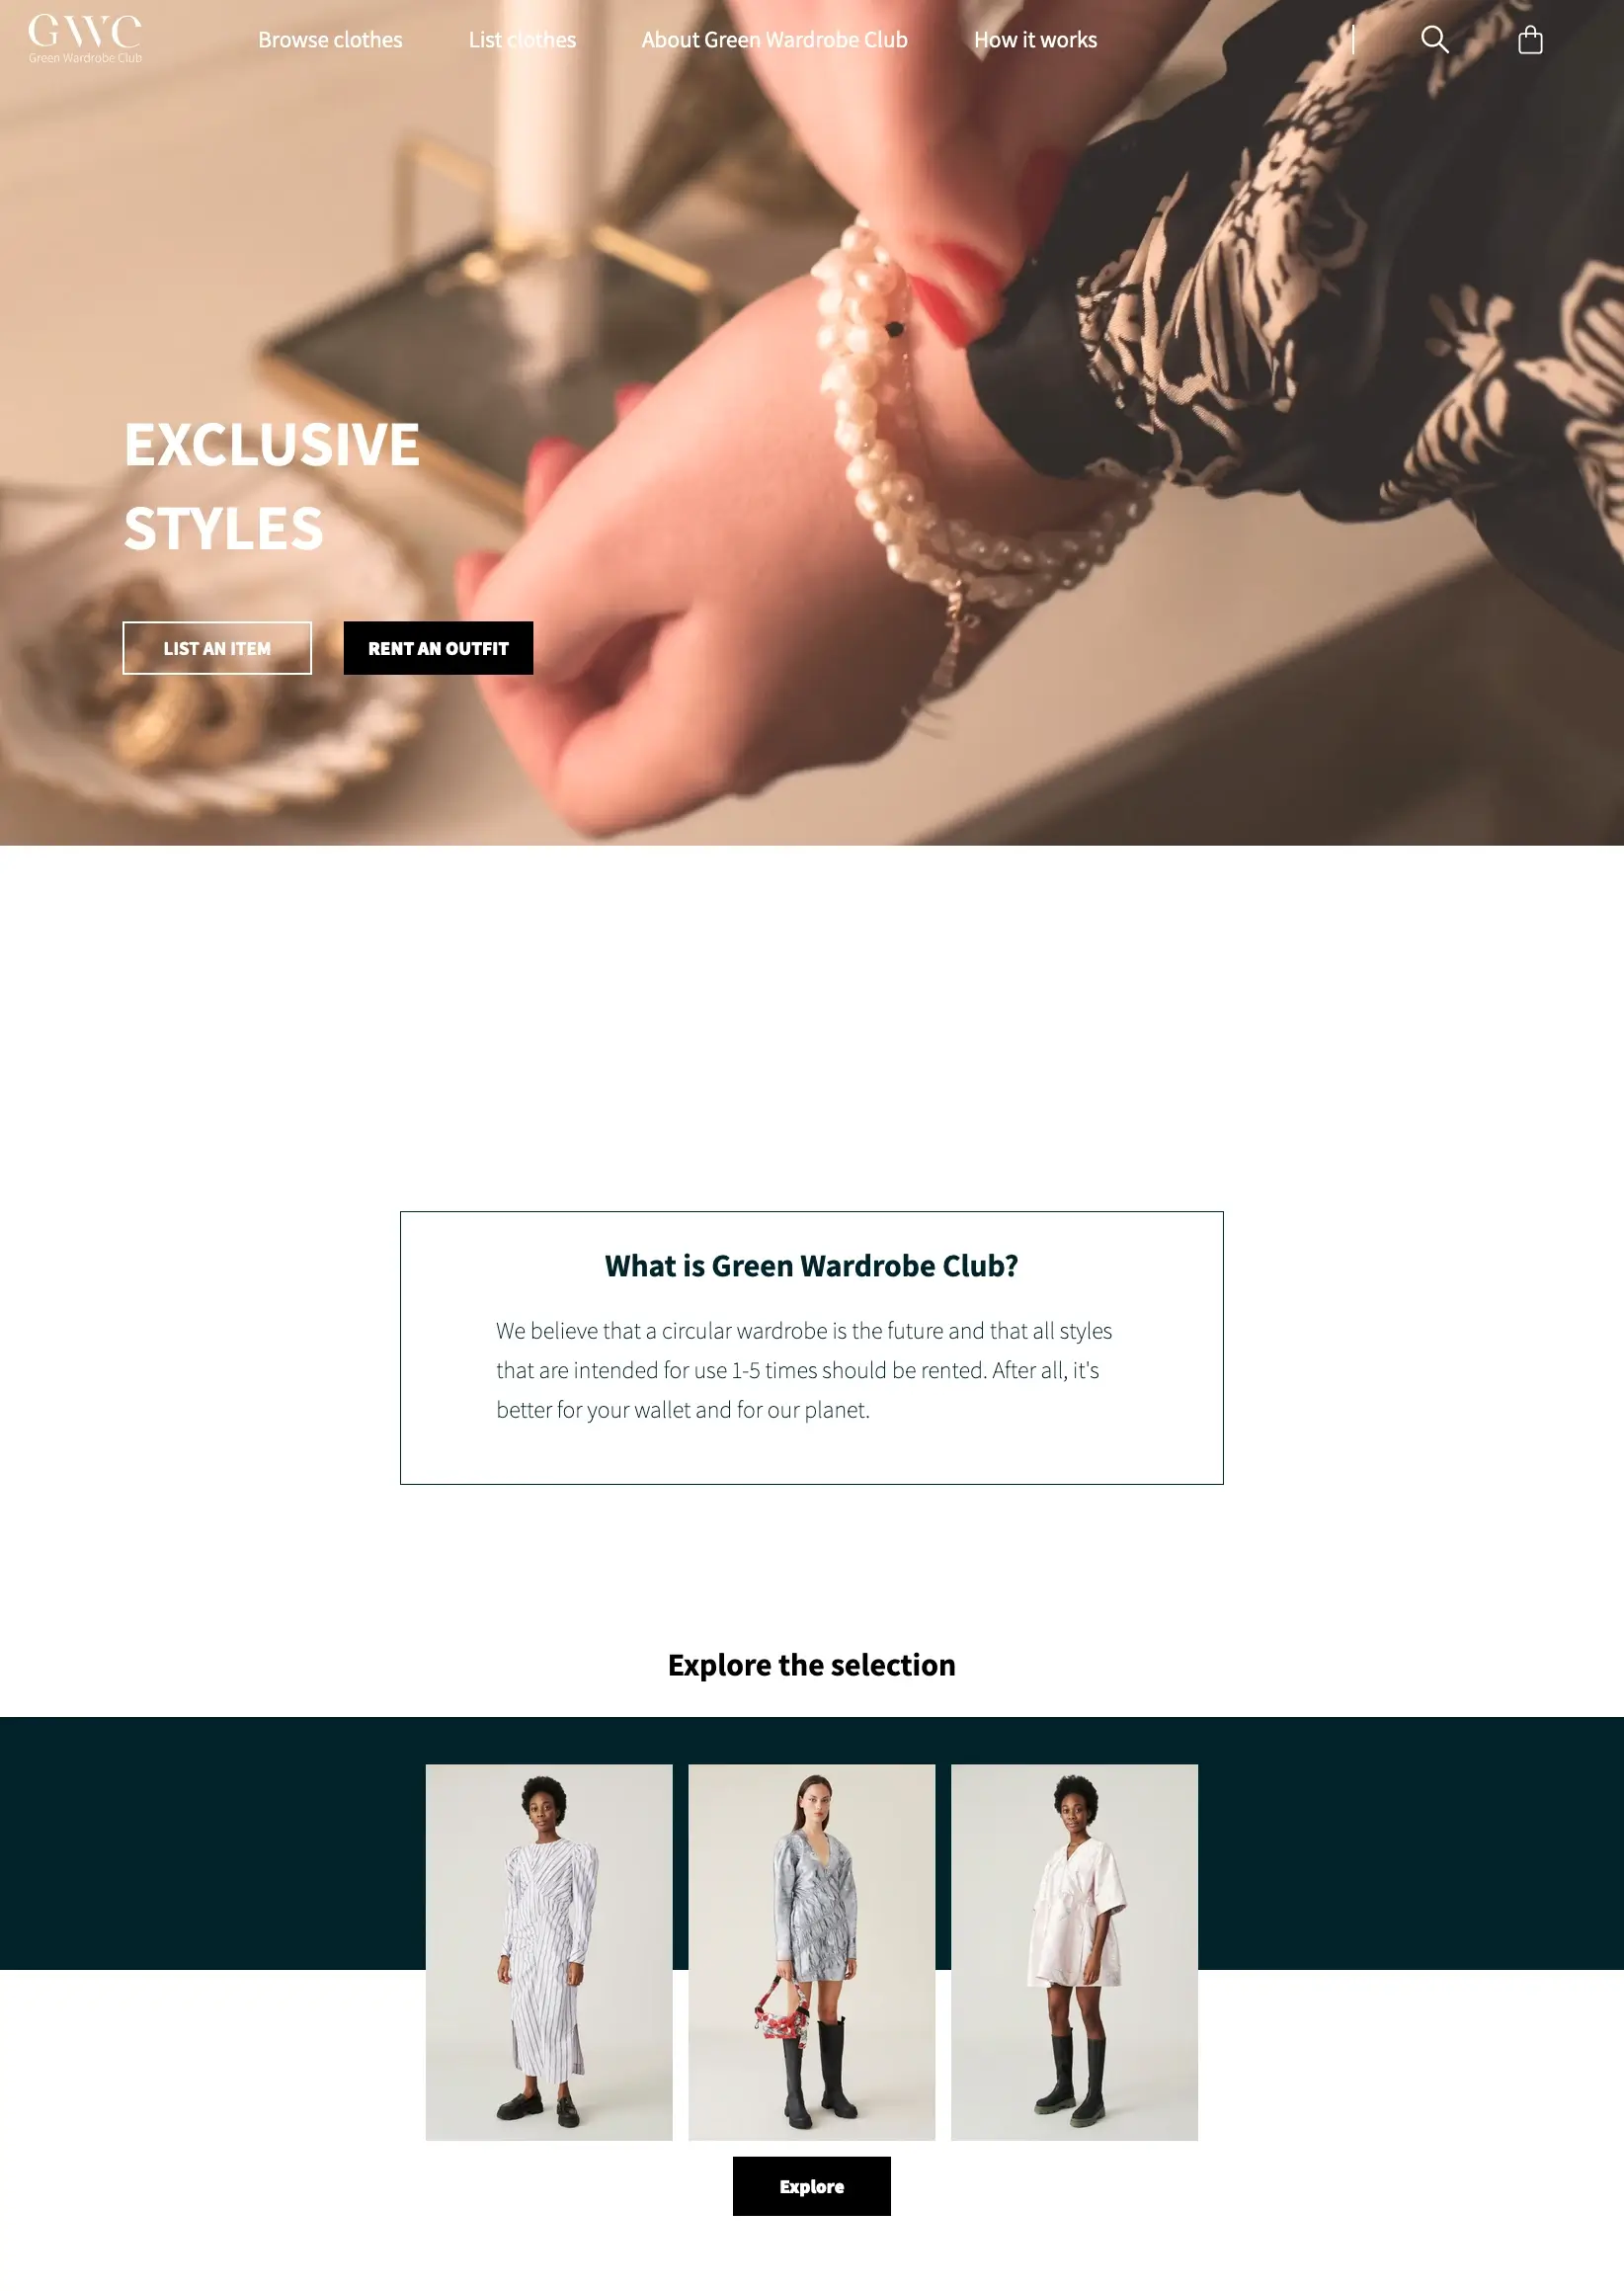 GWC
Green Wardrobe Club
Browse clothes
List clothes
About Green Wardrobe Club
How it works
EXCLUSIVE
STYLES
LIST AN ITEM
RENT AN OUTFIT
What is Green Wardrobe Club?
We believe that a circular wardrobe is the future and that all styles
that are intended for use 1-5 times should be rented. After all, it's
better for your wallet and for our planet.
Explore the selection
Explore